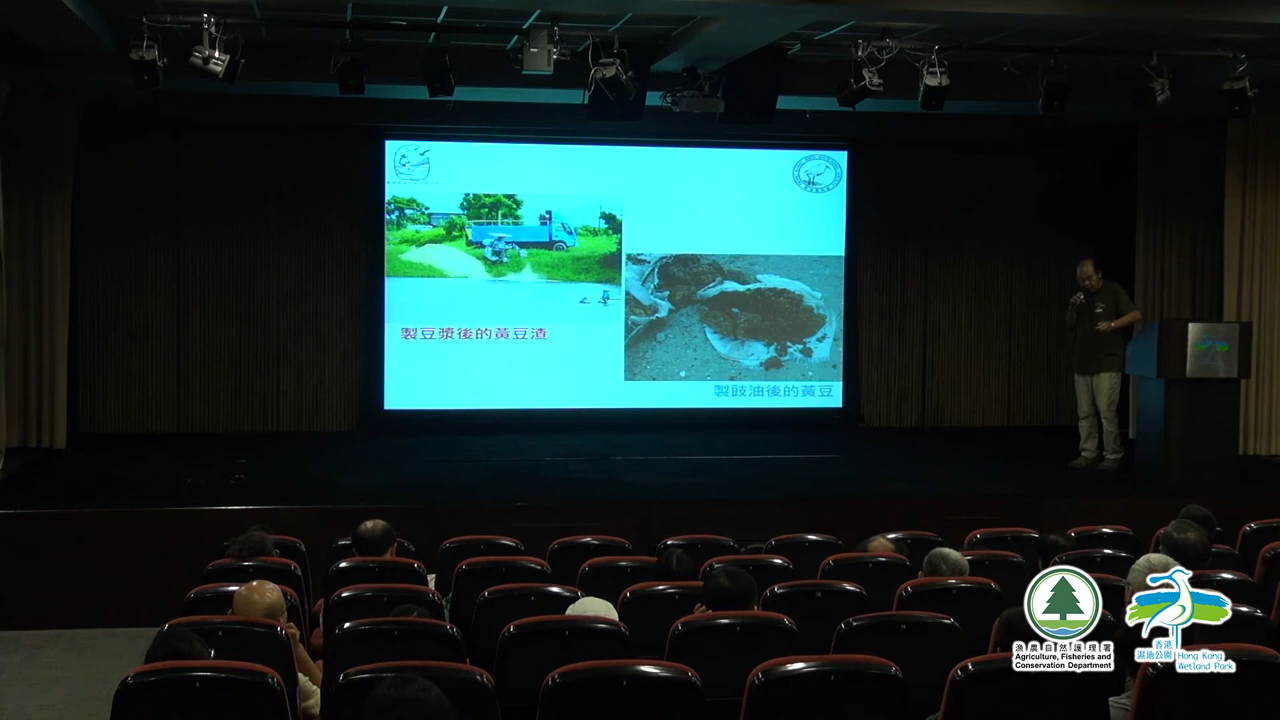 製豆漿後的黃豆渣
製豉油後的黃豆
漁農自然護理署
Agriculture, Fisheries and
Conservation Department
香港
濕地公園
Hong Kong
Wetland Park